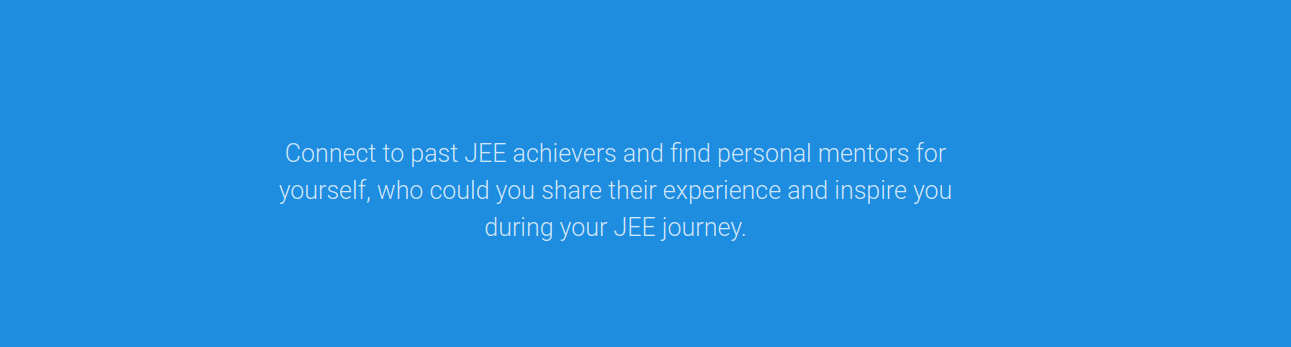 Connect to past JEE achievers and find personal mentors for
yourself, who could you share their experience and inspire you
during your JEE journey.